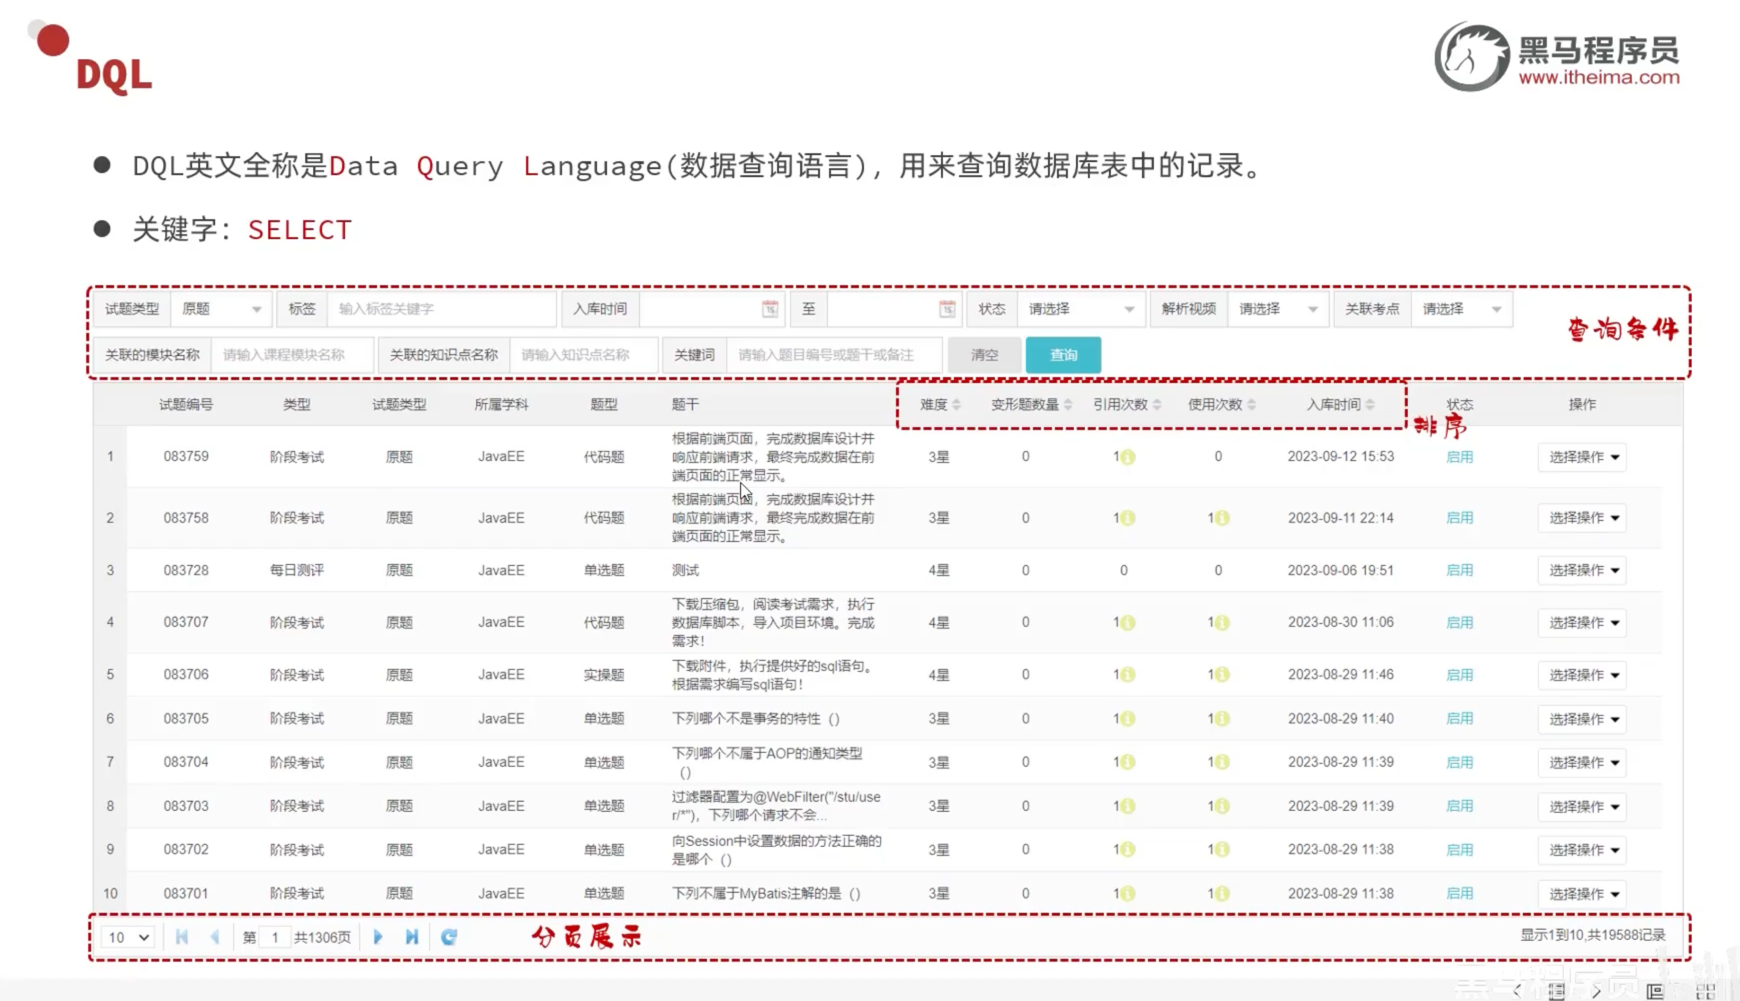 DQL
黑马程序员
www.itheima.com
DQL英文全称是Data Query Language(数据查询语言)，用来查询数据库表中的记录。
关键字：SELECT
试题类型 原题 标签 输入标签关键字 入库时间 至 状态 请选择 解析视频 请选择 关联考点 请选择
查询条件
关联的模块名称 请输入课程模块名称 关联的知识点名称 请输入知识点名称 关键词 请输入题目编号或题干或备注 清空 查询
试题编号 类型 试题类型 所属学科 题型 题干 难度 变形题数量 引用次数 使用次数 入库时间 状态 操作
排序
1 083759 阶段考试 原题 JavaEE 代码题 根据前端页面，完成数据库设计并
响应前端请求，最终完成数据在前
端页面的正常显示。
3星 0 1 0 2023-09-12 15:53 启用 选择操作
2 083758 阶段考试 原题 JavaEE 代码题 根据前端页面，完成数据库设计并
响应前端请求，最终完成数据在前
端页面的正常显示。
3星 0 1 1 2023-09-11 22:14 启用 选择操作
3 083728 每日测评 原题 JavaEE 单选题 测试 4星 0 0 0 2023-09-06 19:51 启用 选择操作
4 083707 阶段考试 原题 JavaEE 代码题 下载压缩包，阅读考试需求，执行
数据库脚本，导入项目环境。完成
需求！
4星 0 1 1 2023-08-30 11:06 启用 选择操作
5 083706 阶段考试 原题 JavaEE 实操题 下载附件，执行提供好的sql语句。
根据需求编写sql语句！
4星 0 1 1 2023-08-29 11:46 启用 选择操作
6 083705 阶段考试 原题 JavaEE 单选题 下列哪个不是事务的特性（） 3星 0 1 1 2023-08-29 11:40 启用 选择操作
7 083704 阶段考试 原题 JavaEE 单选题 下列哪个不属于AOP的通知类型
（）
3星 0 1 1 2023-08-29 11:39 启用 选择操作
8 083703 阶段考试 原题 JavaEE 单选题 过滤器配置为@WebFilter("/stu/use
r/*")，下列哪个请求不会...
3星 0 1 1 2023-08-29 11:39 启用 选择操作
9 083702 阶段考试 原题 JavaEE 单选题 向Session中设置数据的方法正确的
是哪个（）
3星 0 1 1 2023-08-29 11:38 启用 选择操作
10 083701 阶段考试 原题 JavaEE 单选题 下列不属于MyBatis注解的是（） 3星 0 1 1 2023-08-29 11:38 启用 选择操作
10 第 1 共1306页 分页展示 显示1到10,共19588记录
黑马程序员